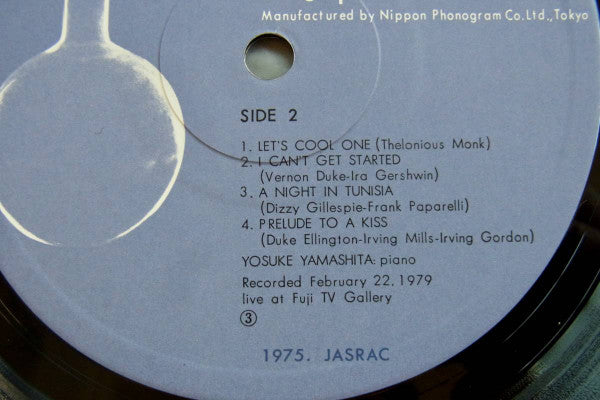 Manufactured by Nippon Phonogram Co.Ltd.,Tokyo
SIDE 2
1. LET'S COOL ONE (Thelonious Monk)
2. I CAN'T GET STARTED
(Vernon Duke-Ira Gershwin)
3. A NIGHT IN TUNISIA
(Dizzy Gillespie-Frank Paparelli)
4. PRELUDE TO A KISS
(Duke Ellington-Irving Mills-Irving Gordon)
YOSUKE YAMASHITA: piano
Recorded February 22, 1979
live at Fuji TV Gallery
③
1975. JASRAC